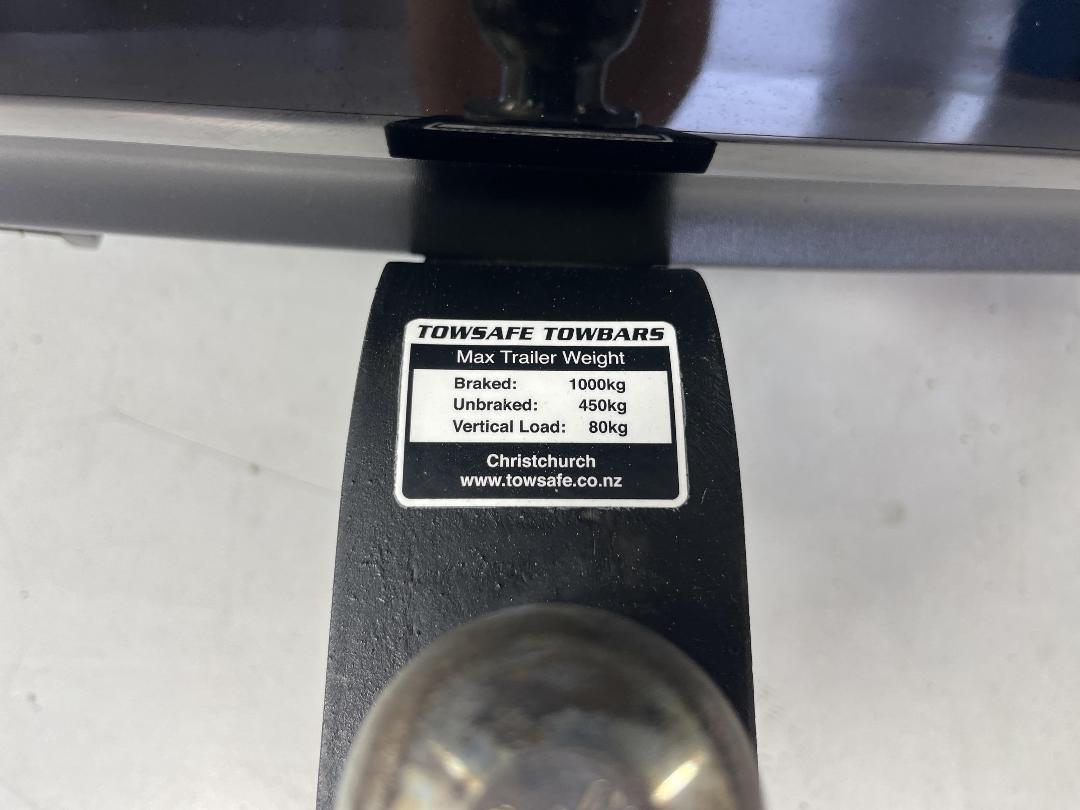 TOWSAFE TOWBARS
Max Trailer Weight
Braked: 1000kg
Unbraked: 450kg
Vertical Load: 80kg
Christchurch
www.towsafe.co.nz